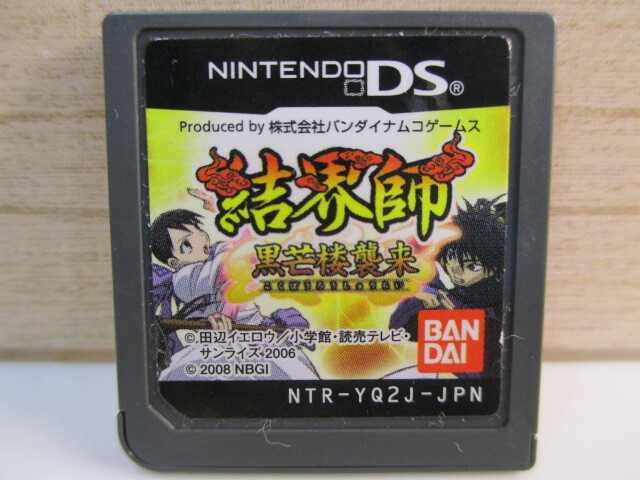 NINTENDO DS®
Produced by 株式会社バンダイナムコゲームス
結界師
黒芒楼襲来
©田辺イエロウ/小学館・読売テレビ・
サンライズ 2006
© 2008 NBGI
BAN
DAI
NTR-YQ2J-JPN